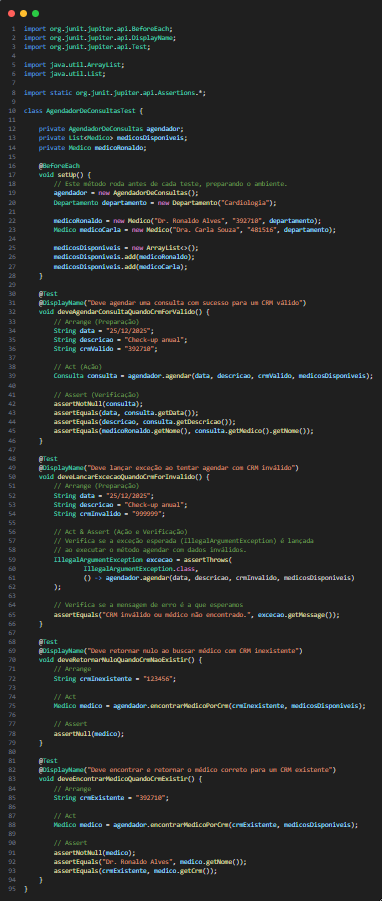 1 import org.junit.jupiter.api.BeforeEach;
2 import org.junit.jupiter.api.DisplayName;
3 import org.junit.jupiter.api.Test;
4
5 import java.util.ArrayList;
6 import java.util.List;
7
8 import static org.junit.jupiter.api.Assertions.*;
9
10 class AgendadorDeConsultasTest {
11
12 private AgendadorDeConsultas agendador;
13 private List<Medico> medicosDisponiveis;
14 private Medico medicoRonaldo;
15
16 @BeforeEach
17 void setUp() {
18 // Este método roda antes de cada teste, preparando o ambiente.
19 agendador = new AgendadorDeConsultas();
20 Departamento departamento = new Departamento("Cardiologia");
21
22 medicoRonaldo = new Medico("Dr. Ronaldo Alves", "392710", departamento);
23 Medico medicoCarla = new Medico("Dra. Carla Souza", "481516", departamento);
24
25 medicosDisponiveis = new ArrayList<>();
26 medicosDisponiveis.add(medicoRonaldo);
27 medicosDisponiveis.add(medicoCarla);
28 }
29
30 @Test
31 @DisplayName("Deve agendar uma consulta com sucesso para um CRM válido")
32 void deveAgendarConsultaQuandoCrmForValido() {
33 // Arrange (Preparação)
34 String data = "25/12/2025";
35 String descricao = "Check-up anual";
36 String crmValido = "392710";
37
38 // Act (Ação)
39 Consulta consulta = agendador.agendar(data, descricao, crmValido, medicosDisponiveis);
40
41 // Assert (Verificação)
42 assertNotNull(consulta);
43 assertEquals(data, consulta.getData());
44 assertEquals(descricao, consulta.getDescricao());
45 assertEquals(medicoRonaldo.getNome(), consulta.getMedico().getNome());
46 }
47
48 @Test
49 @DisplayName("Deve lançar exceção ao tentar agendar com CRM inválido")
50 void deveLancarExcecaoQuandoCrmForInvalido() {
51 // Arrange (Preparação)
52 String data = "25/12/2025";
53 String descricao = "Check-up anual";
54 String crmInvalido = "999999";
55
56 // Act & Assert (Ação e Verificação)
57 // Verifica se a exceção esperada (IllegalArgumentException) é lançada
58 // ao executar o método agendar com dados inválidos.
59 IllegalArgumentException excecao = assertThrows(
60 IllegalArgumentException.class,
61 () -> agendador.agendar(data, descricao, crmInvalido, medicosDisponiveis)
62 );
63
64 // Verifica se a mensagem de erro é a que esperamos
65 assertEquals("CRM inválido ou médico não encontrado.", excecao.getMessage());
66 }
67
68 @Test
69 @DisplayName("Deve retornar nulo ao buscar médico com CRM inexistente")
70 void deveRetornarNuloQuandoCrmNaoExistir() {
71 // Arrange
72 String crmInexistente = "123456";
73
74 // Act
75 Medico medico = agendador.encontrarMedicoPorCrm(crmInexistente, medicosDisponiveis);
76
77 // Assert
78 assertNull(medico);
79 }
80
81 @Test
82 @DisplayName("Deve encontrar e retornar o médico correto para um CRM existente")
83 void deveEncontrarMedicoQuandoCrmExistir() {
84 // Arrange
85 String crmExistente = "392710";
86
87 // Act
88 Medico medico = agendador.encontrarMedicoPorCrm(crmExistente, medicosDisponiveis);
89
90 // Assert
91 assertNotNull(medico);
92 assertEquals("Dr. Ronaldo Alves", medico.getNome());
93 assertEquals(crmExistente, medico.getCrm());
94 }
95 }